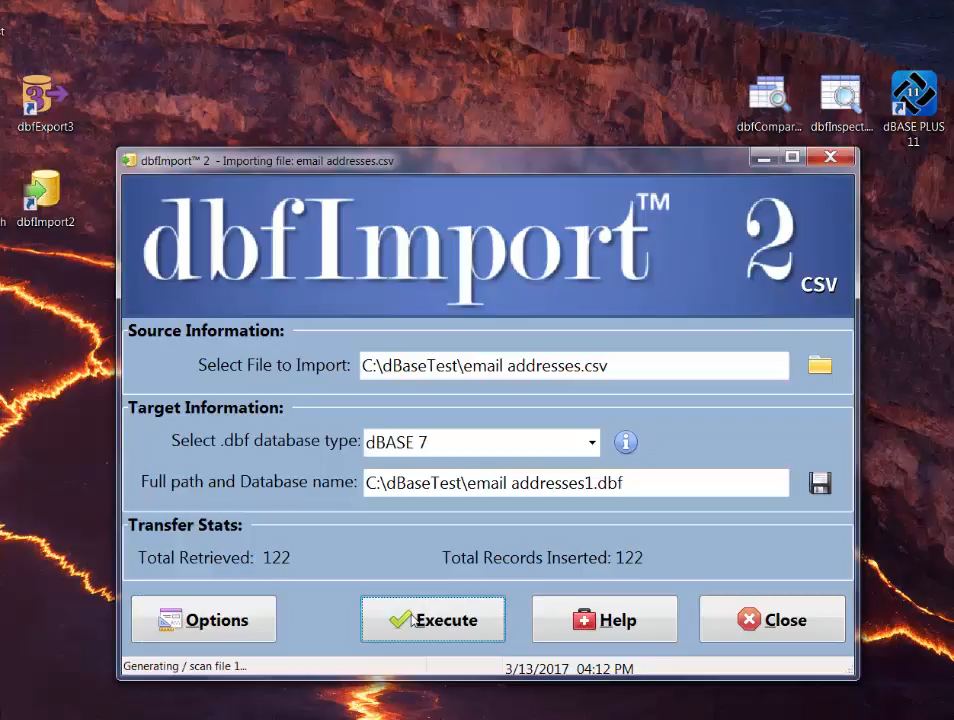 t
dbfExport3
h
dbfImport2
dbfCompar...
dbfInspect....
dBASE PLUS
11
11
dbfImport™ 2 - Importing file: email addresses.csv
dbfImport™ 2
CSV
Source Information:
Select File to Import: C:\dBaseTest\email addresses.csv
Target Information:
Select .dbf database type: dBASE 7
Full path and Database name: C:\dBaseTest\email addresses1.dbf
Transfer Stats:
Total Retrieved: 122 Total Records Inserted: 122
Options Execute Help Close
Generating / scan file 1... 3/13/2017 04:12 PM